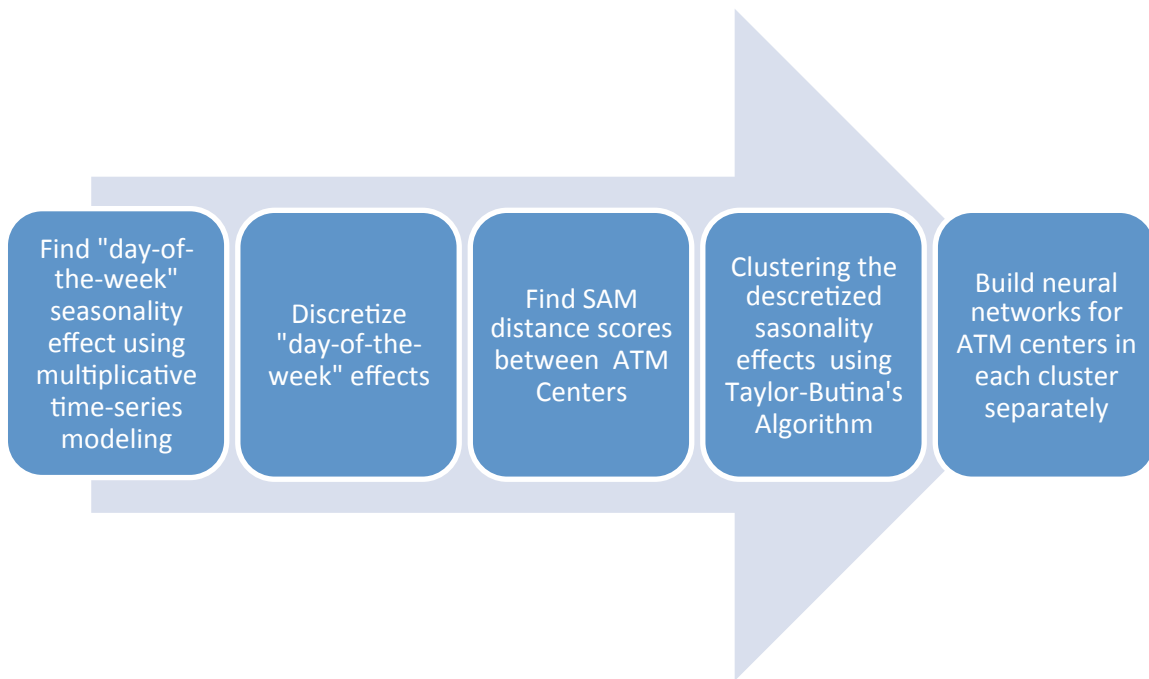 Find "day-of-
the-week"
seasonality
effect using
multiplicative
time-series
modeling
Discretize
"day-of-the-
week" effects
Find SAM
distance scores
between ATM
Centers
Clustering the
descretized
sasonality
effects using
Taylor-Butina's
Algorithm
Build neural
networks for
ATM centers in
each cluster
separately